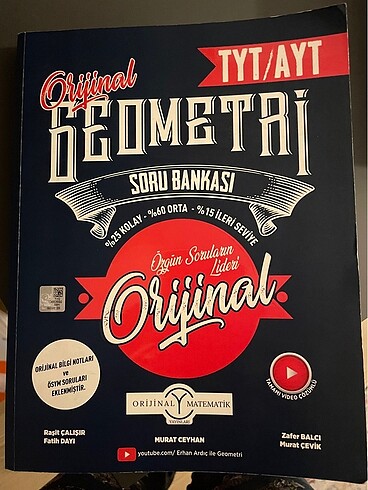 TYT/AYT
Orijinal
GEOMETRİ
SORU BANKASI
%25 KOLAY - %60 ORTA - %15 İLERİ SEVİYE
Özgün Soruların
Lideri
Orijinal
ORİJİNAL BİLGİ NOTLARI
ve
ÖSYM SORULARI
EKLENMİŞTİR.
TAMAMI VİDEO ÇÖZÜMLÜ
ORİJİNAL MATEMATİK
YAYINLARI
Raşit ÇALIŞIR
Fatih DAYI
MURAT CEYHAN
Zafer BALCI
Murat ÇEVİK
youtube.com/ Erhan Ardıç ile Geometri